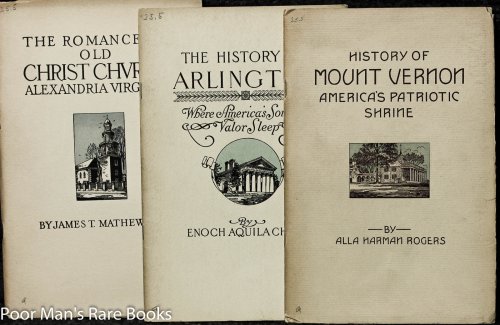 THE ROMANCE
OLD
CHRIST CHVR
ALEXANDRIA VIRG
BY JAMES T. MATHEW
THE HISTORY
ARLINGT
Where America's Son
Valor Sleep
By
ENOCH AQUILA CH
HISTORY OF
MOUNT VERNON
AMERICA'S PATRIOTIC
SHRINE
BY
ALLA HARMAN ROGERS
Poor Man's Rare Books